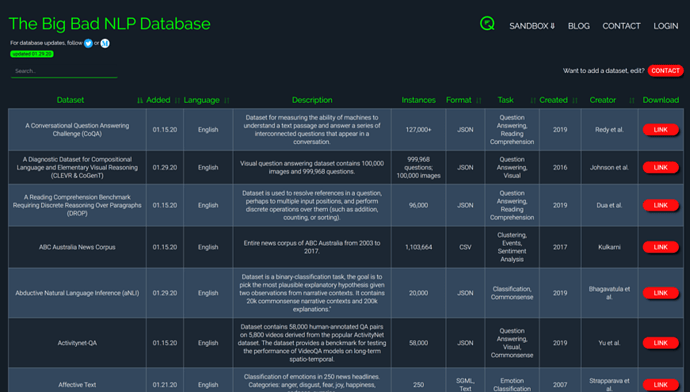 The Big Bad NLP Database
SANDBOX ⇓ BLOG CONTACT LOGIN
For database updates, follow or
updated 01.29.20
Search...
Want to add a dataset, edit? CONTACT
Dataset Added Language Description Instances Format Task Created Creator Download
A Conversational Question Answering
Challenge (CoQA)
01.15.20
English
Dataset for measuring the ability of machines to
understand a text passage and answer a series of
interconnected questions that appear in a
conversation.
127,000+
JSON
Question
Answering,
Reading
Comprehension
2019
Redy et al.
LINK
A Diagnostic Dataset for Compositional
Language and Elementary Visual Reasoning
(CLEVR & CoGenT)
01.29.20
English
Visual question answering dataset contains 100,000
images and 999,968 questions.
999,968
questions;
100,000 images
JSON
Question
Answering,
Visual
2016
Johnson et al.
LINK
A Reading Comprehension Benchmark
Requiring Discrete Reasoning Over Paragraphs
(DROP)
01.15.20
English
Dataset is used to resolve references in a question,
perhaps to multiple input positions, and perform
discrete operations over them (such as addition,
counting, or sorting).
96,000
JSON
Question
Answering,
Reading
Comprehension
2019
Dua et al.
LINK
ABC Australia News Corpus
01.15.20
English
Entire news corpus of ABC Australia from 2003 to
2017.
1,103,664
CSV
Clustering,
Events,
Sentiment
Analysis
2017
Kulkarni
LINK
Abductive Natural Language Inference (aNLI)
01.29.20
English
Dataset is a binary-classification task, the goal is to
pick the most plausible explanatory hypothesis given
two observations from narrative contexts. It contains
20k commonsense narrative contexts and 200k
explanations."
20,000
JSON
Classification,
Commonsense
2019
Bhagavatula et
al.
LINK
Activitynet-QA
01.15.20
English
Dataset contains 58,000 human-annotated QA pairs
on 5,800 videos derived from the popular ActivityNet
dataset. The dataset provides a benchmark for testing
the performance of VideoQA models on long-term
spatio-temporal.
58,000
JSON
Question
Answering,
Visual,
Commonsense
2019
Yu et al.
LINK
Affective Text
01.21.20
English
Classification of emotions in 250 news headlines.
Categories: anger, disgust, fear, joy, happiness,
250
SGML,
Text
Emotion
Classification
2007
Strapparava et
al.
LINK